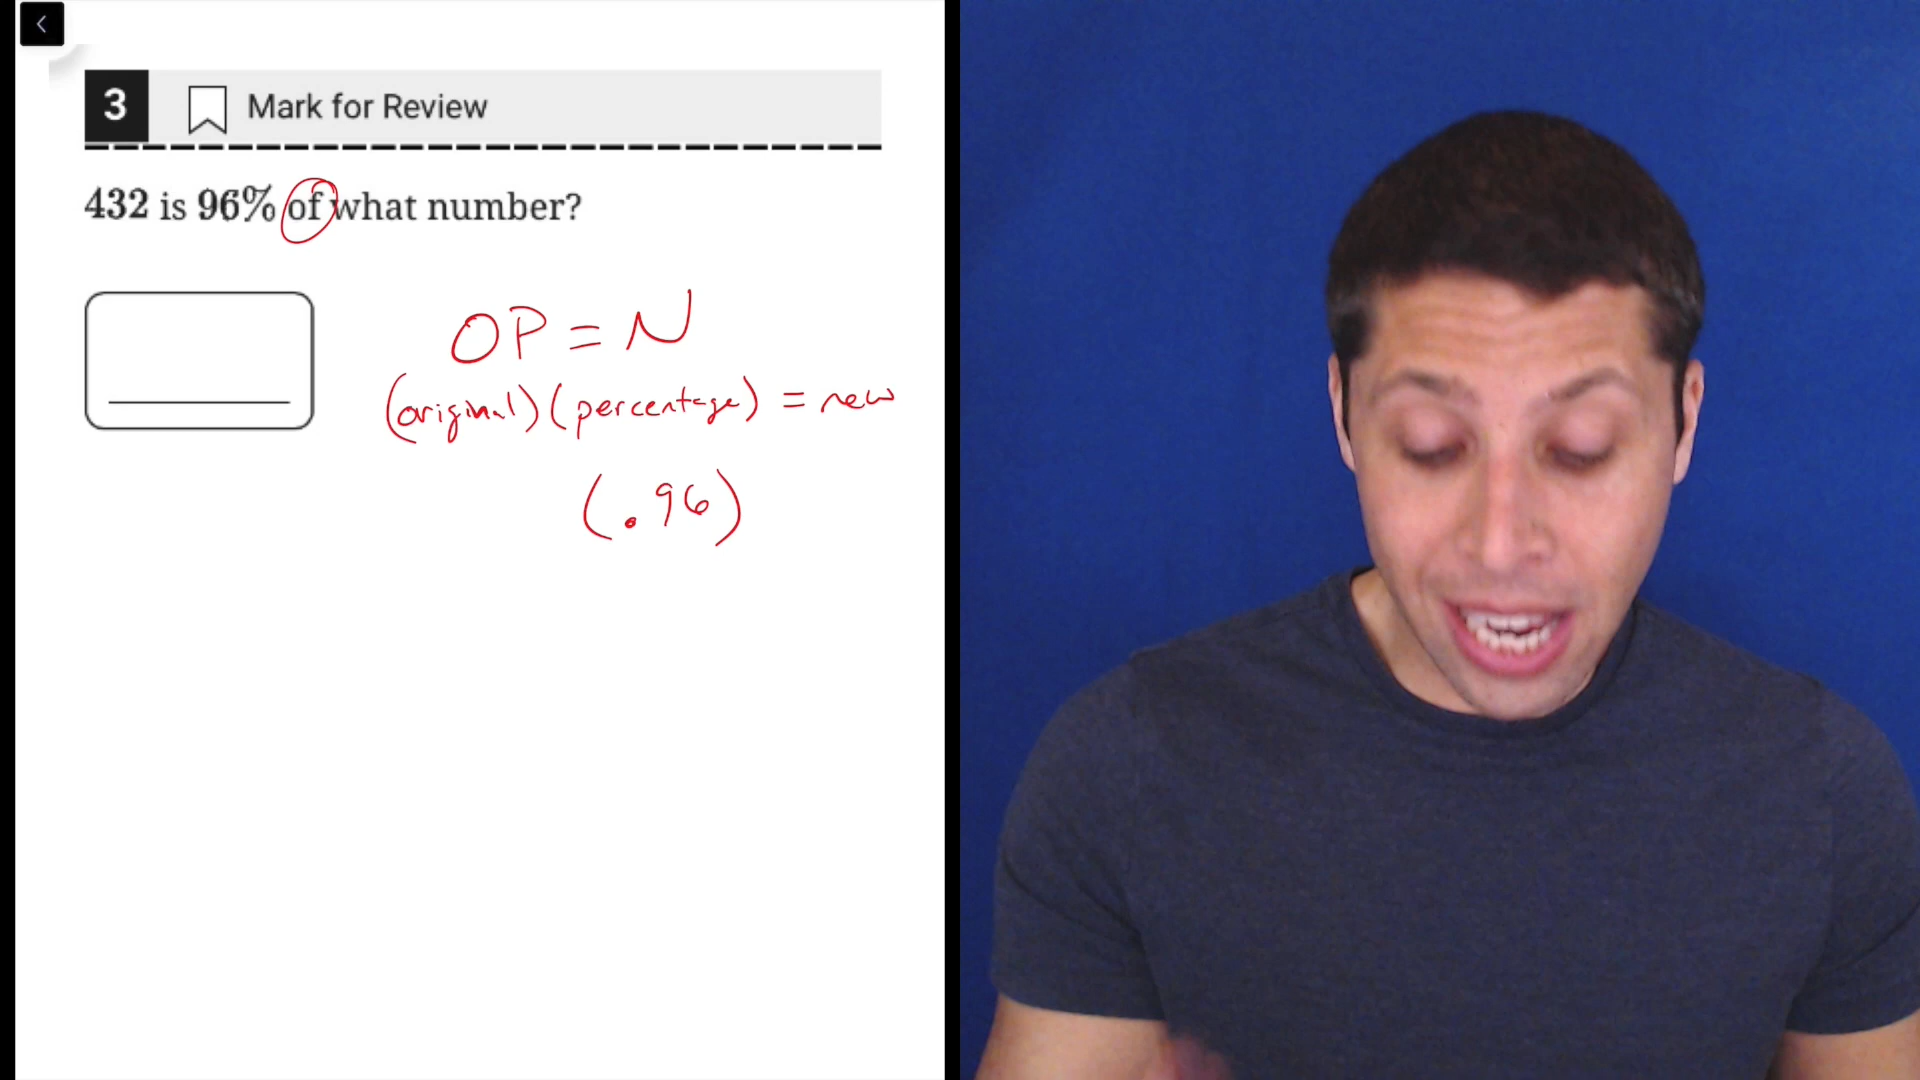 3 Mark for Review
432 is 96% of what number?
OP = N
(original)(percentage) = new
(.96)